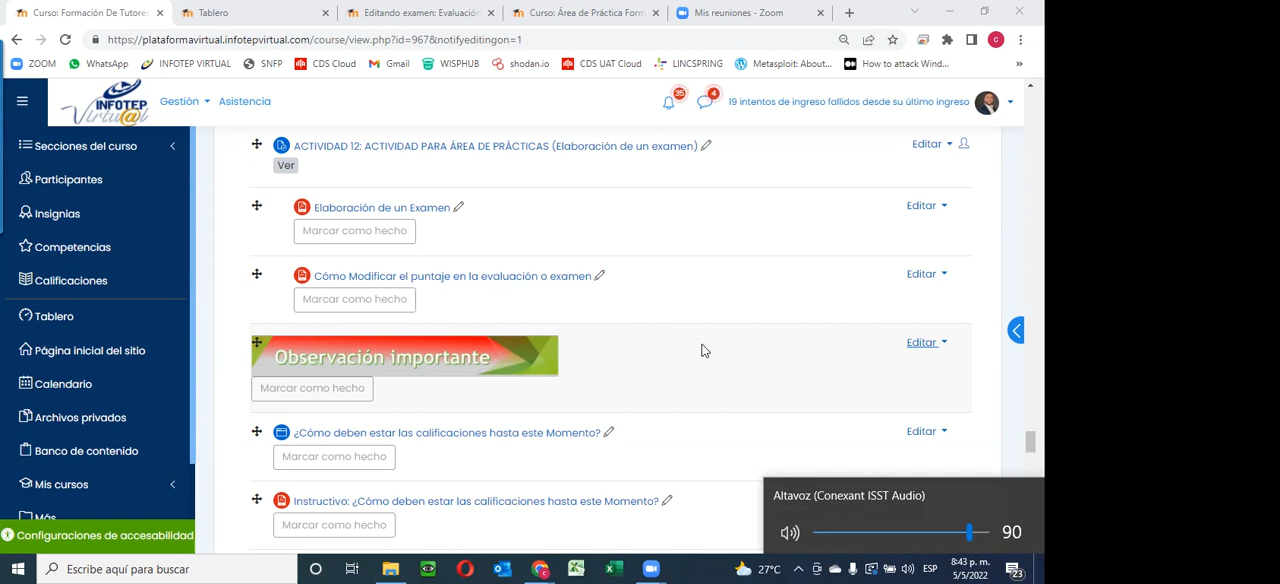 Curso: Formación De Tutores
Tablero
Editando examen: Evaluación
Curso: Área de Práctica Form
Mis reuniones - Zoom
https://plataformavirtual.infotepvirtual.com/course/view.php?id=967&notifyeditingon=1
C
ZOOM
WhatsApp
INFOTEP VIRTUAL
SNFP
CDS Cloud
Gmail
WISPHUB
shodan.io
CDS UAT Cloud
LINCSPRING
Metasploit: About...
How to attack Wind...
»
INFOTEP
Virtu@l
Gestión
Asistencia
35
4
19 intentos de ingreso fallidos desde su último ingreso
Secciones del curso
Participantes
Insignias
Competencias
Calificaciones
Tablero
Página inicial del sitio
Calendario
Archivos privados
Banco de contenido
Mis cursos
Más
Configuraciones de accesabilidad
ACTIVIDAD 12: ACTIVIDAD PARA ÁREA DE PRÁCTICAS (Elaboración de un examen)
Editar
Ver
Elaboración de un Examen
Editar
Marcar como hecho
Cómo Modificar el puntaje en la evaluación o examen
Editar
Marcar como hecho
Observación importante
Editar
Marcar como hecho
¿Cómo deben estar las calificaciones hasta este Momento?
Editar
Marcar como hecho
Instructivo: ¿Cómo deben estar las calificaciones hasta este Momento?
Marcar como hecho
Altavoz (Conexant ISST Audio)
90
Escribe aquí para buscar
27°C
ESP
8:43 p. m.
5/5/2022
23